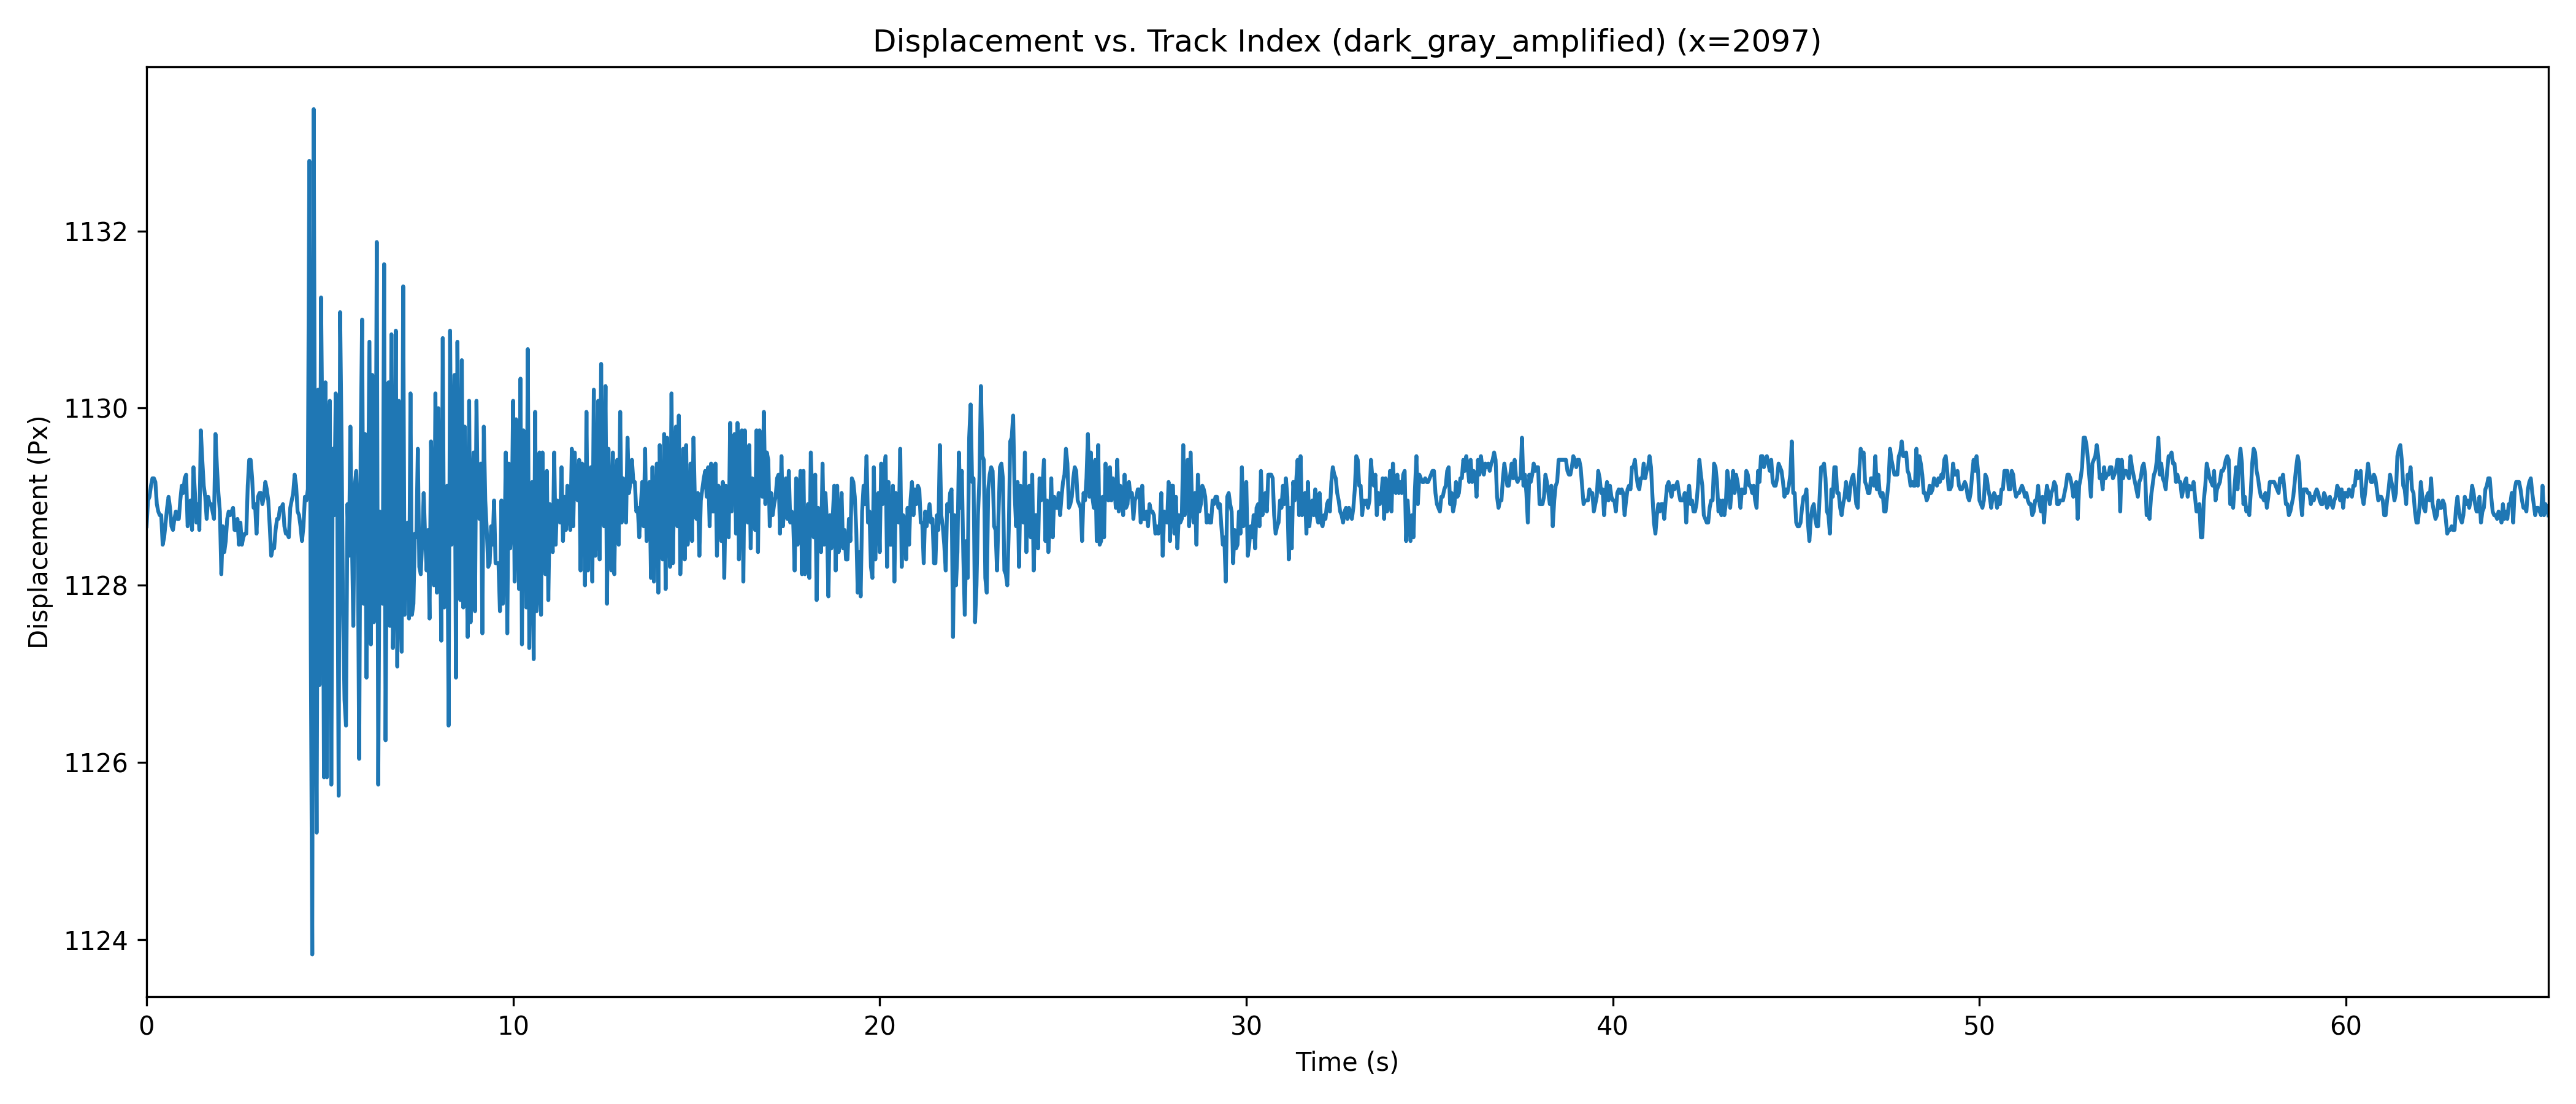 Displacement vs. Track Index (dark_gray_amplified) (x=2097)
Displacement (Px)
1132
1130
1128
1126
1124
0 10 20 30 40 50 60
Time (s)